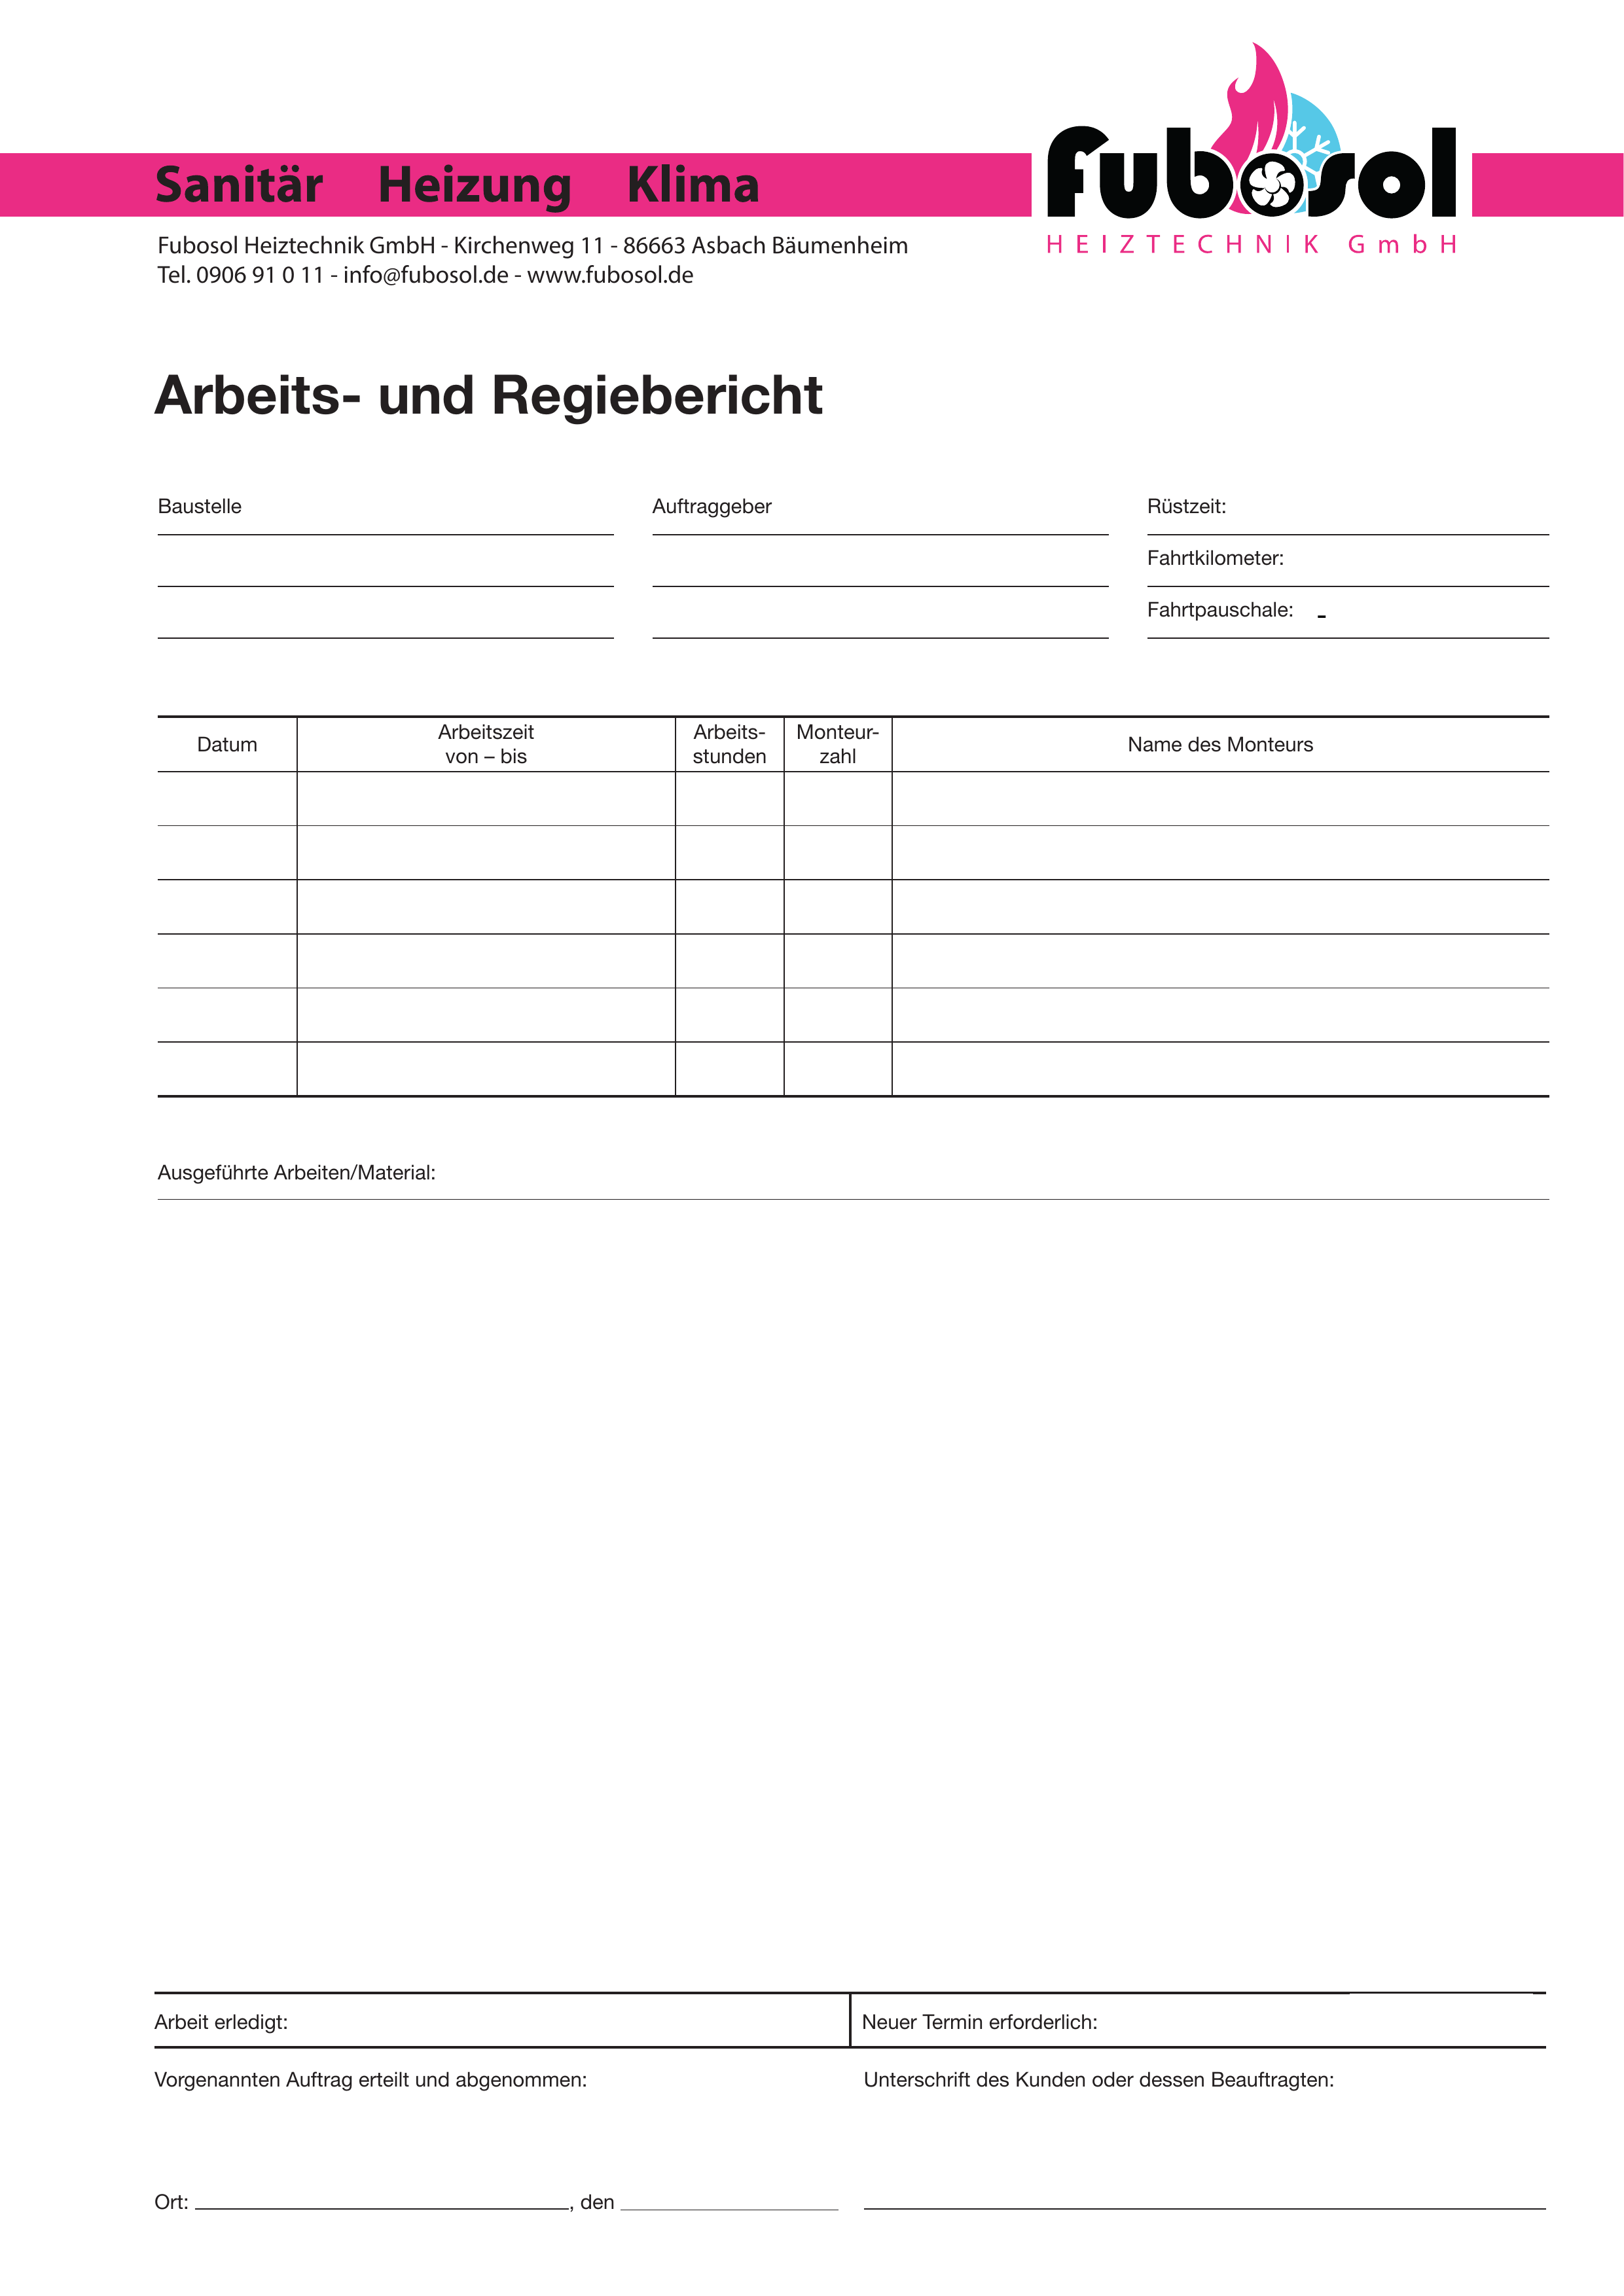 Sanitär Heizung Klima
fubosol
HEIZTECHNIK GmbH
Fubosol Heiztechnik GmbH - Kirchenweg 11 - 86663 Asbach Bäumenheim
Tel. 0906 91 0 11 - info@fubosol.de - www.fubosol.de
Arbeits- und Regiebericht
Baustelle
Auftraggeber
Rüstzeit:
Fahrtkilometer:
Fahrtpauschale: -
Datum
Arbeitszeit
von – bis
Arbeits-
stunden
Monteur-
zahl
Name des Monteurs
Ausgeführte Arbeiten/Material:
Arbeit erledigt:
Neuer Termin erforderlich:
Vorgenannten Auftrag erteilt und abgenommen:
Unterschrift des Kunden oder dessen Beauftragten:
Ort: , den